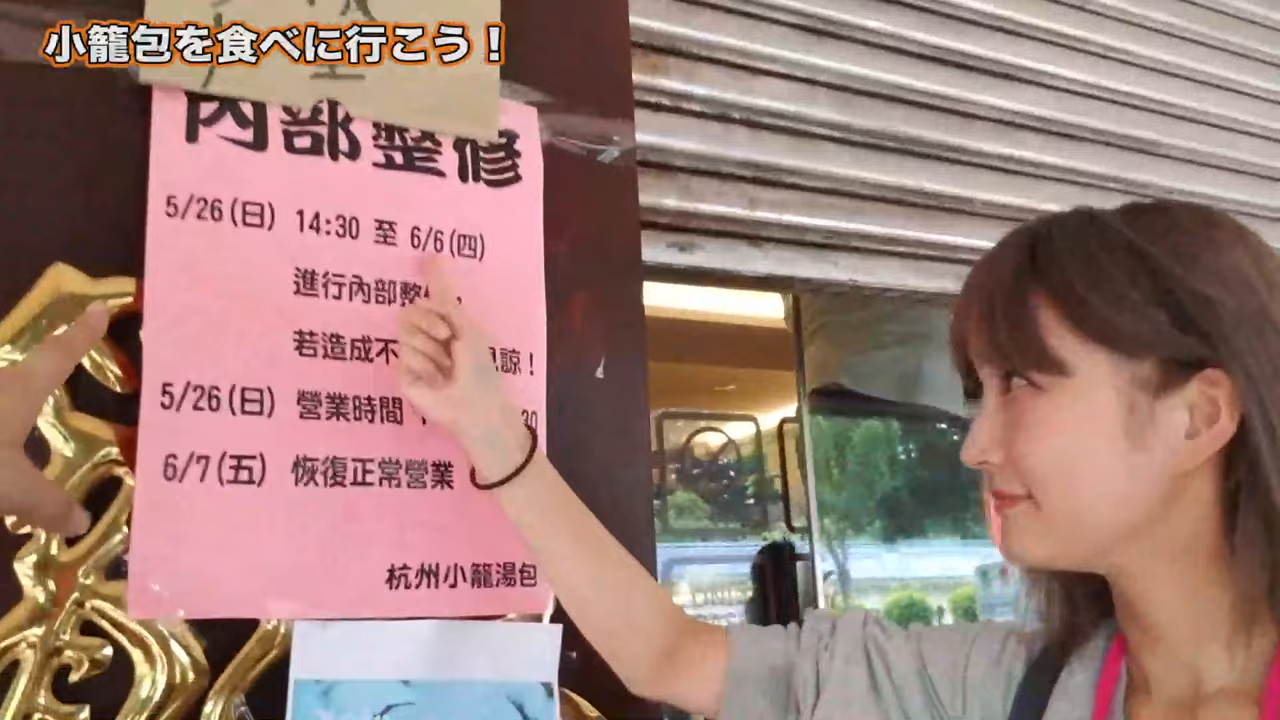 小籠包を食べに行こう！
內部整修
5/26(日) 14:30 至 6/6(四)
進行內部整
若造成不 諒！
5/26(日) 營業時間 30
6/7(五) 恢復正常營業
杭州小籠湯包